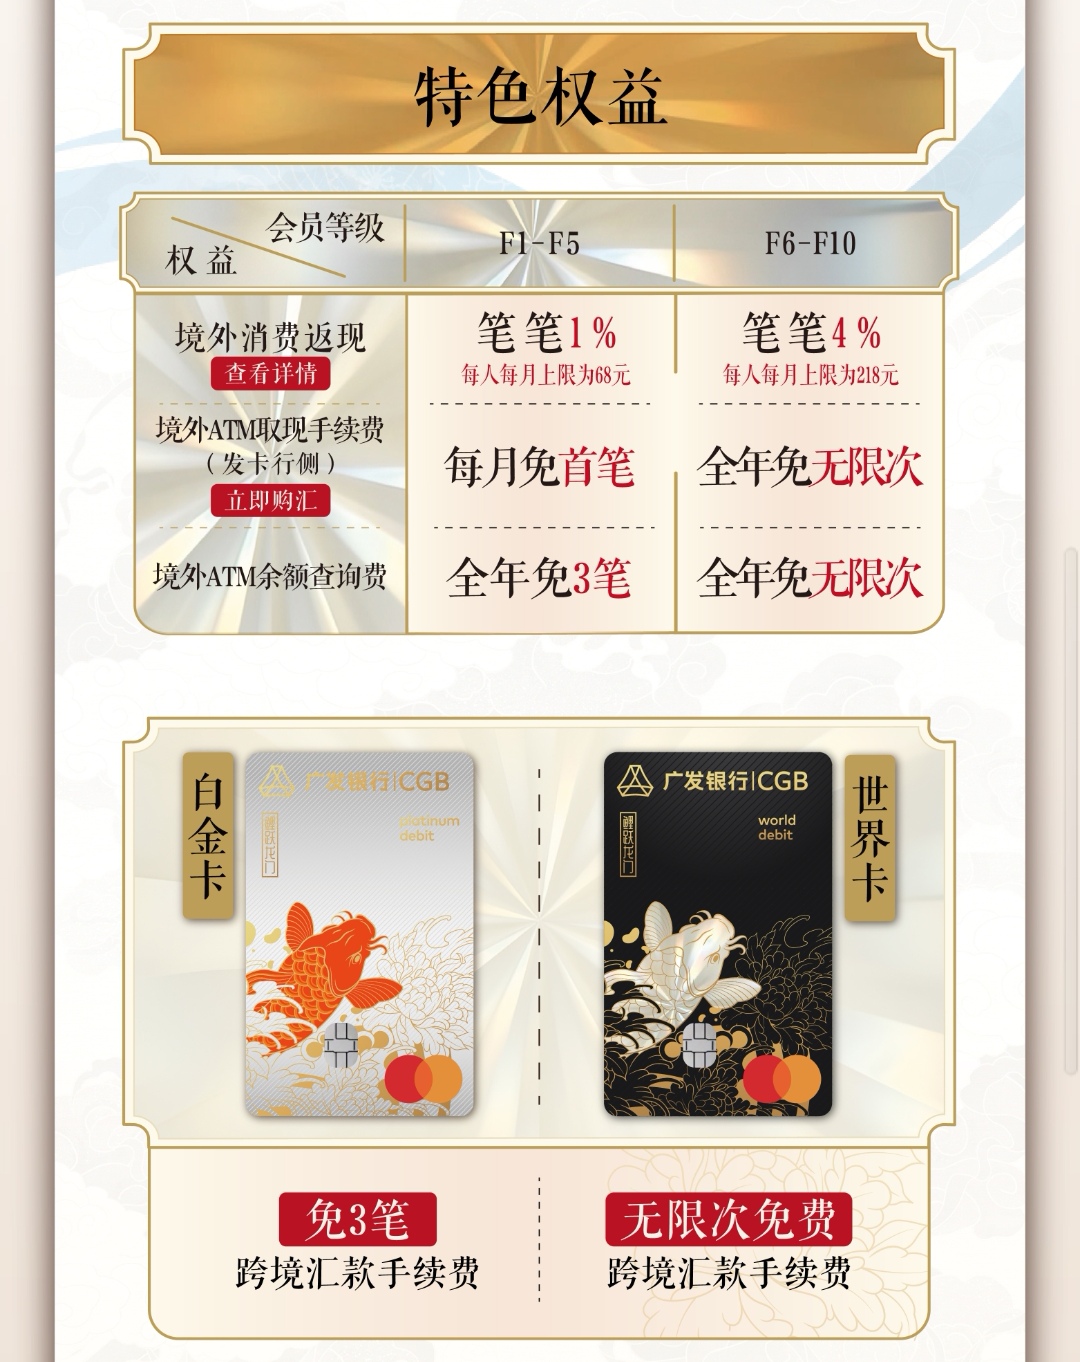 特色权益
会员等级
权益
F1-F5
F6-F10
境外消费返现
查看详情
笔笔1%
每人每月上限为68元
笔笔4%
每人每月上限为218元
境外ATM取现手续费
（发卡行侧）
立即购汇
每月免首笔
全年免无限次
境外ATM余额查询费
全年免3笔
全年免无限次
白金卡
广发银行|CGB
鲤跃龙门
platinum
debit
广发银行|CGB
鲤跃龙门
world
debit
世界卡
免3笔
跨境汇款手续费
无限次免费
跨境汇款手续费